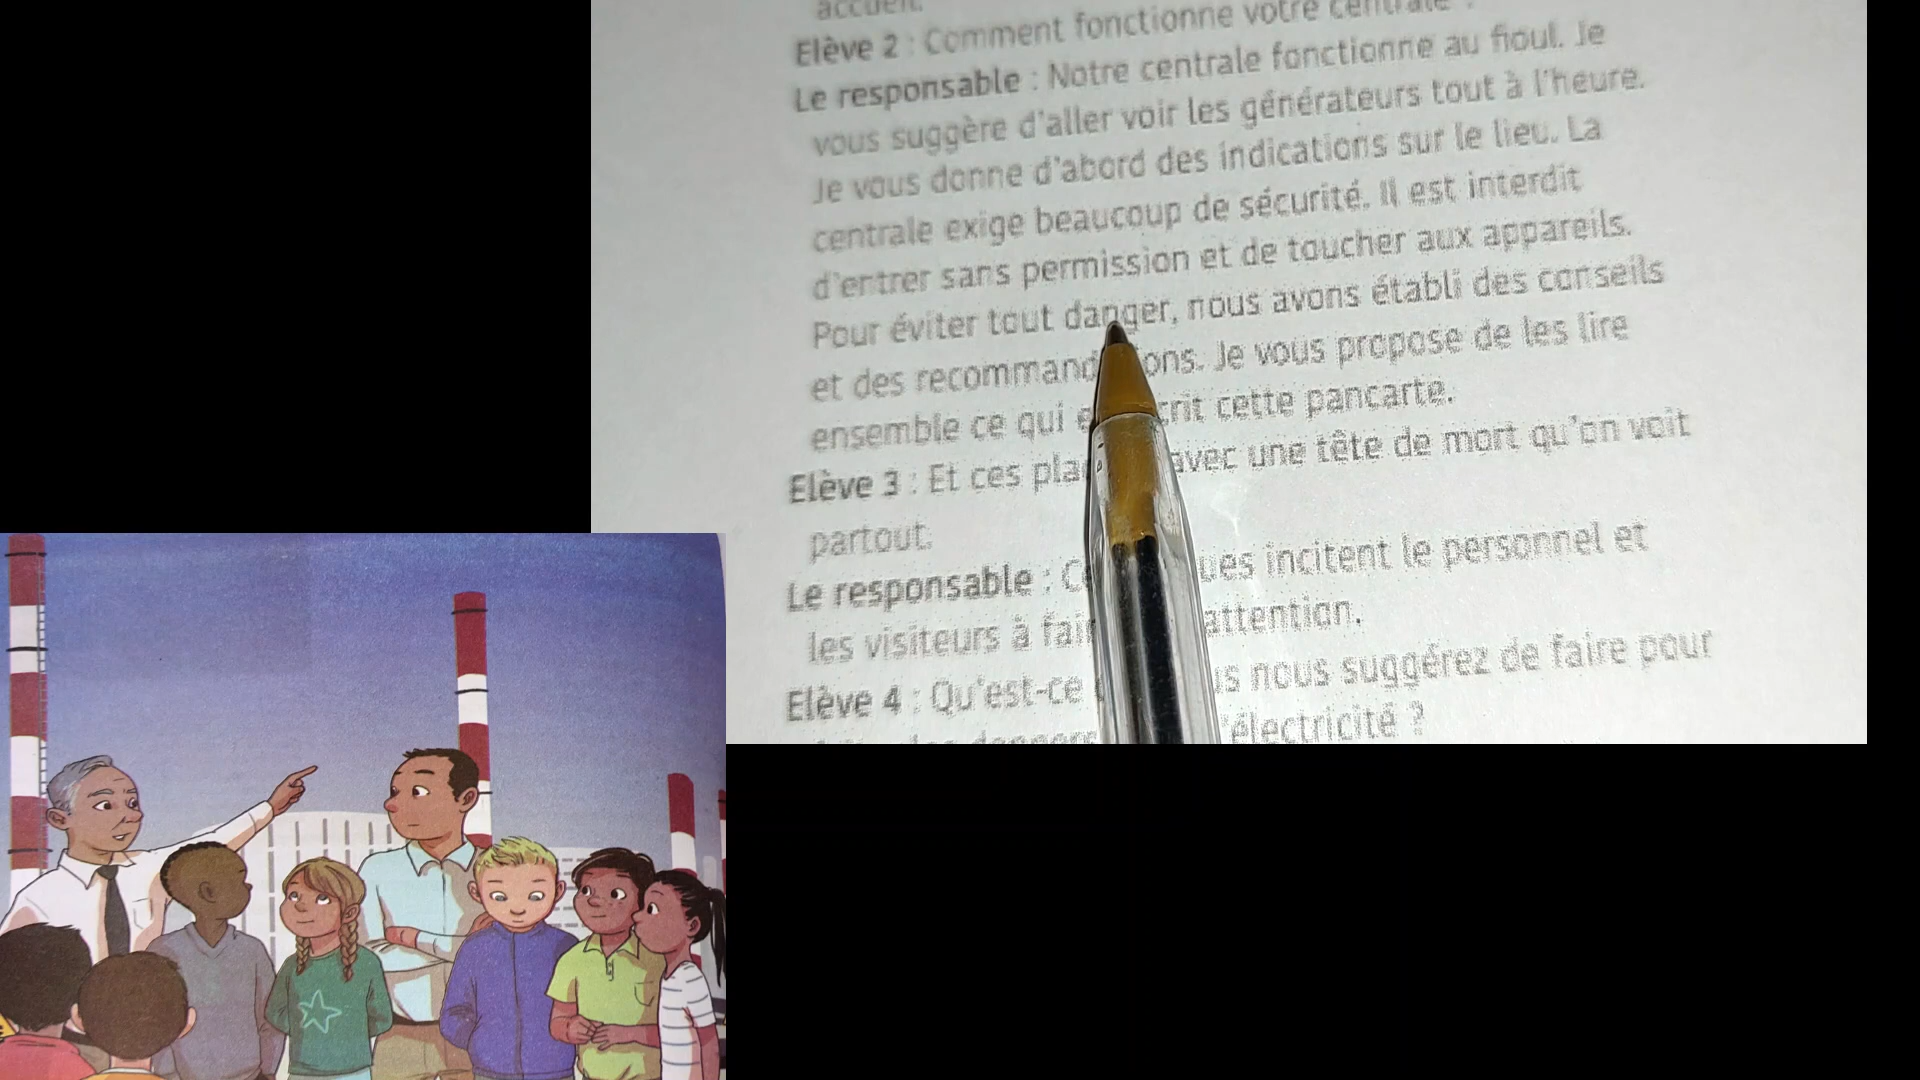 accueil.
Elève 2 : Comment fonctionne votre centrale ?
Le responsable : Notre centrale fonctionne au fioul. Je
vous suggère d'aller voir les générateurs tout à l'heure.
Je vous donne d'abord des indications sur le lieu. La
centrale exige beaucoup de sécurité. Il est interdit
d'entrer sans permission et de toucher aux appareils.
Pour éviter tout danger, nous avons établi des conseils
et des Je vous propose de les lire
ensemble ce qui cette pancarte.
Elève 3 : Et ces avec une tête de mort qu'on voit
partout.
Le responsable : incitent le personnel et
les visiteurs à attention.
Elève 4 : Qu'est-ce nous suggérez de faire pour
électricité ?